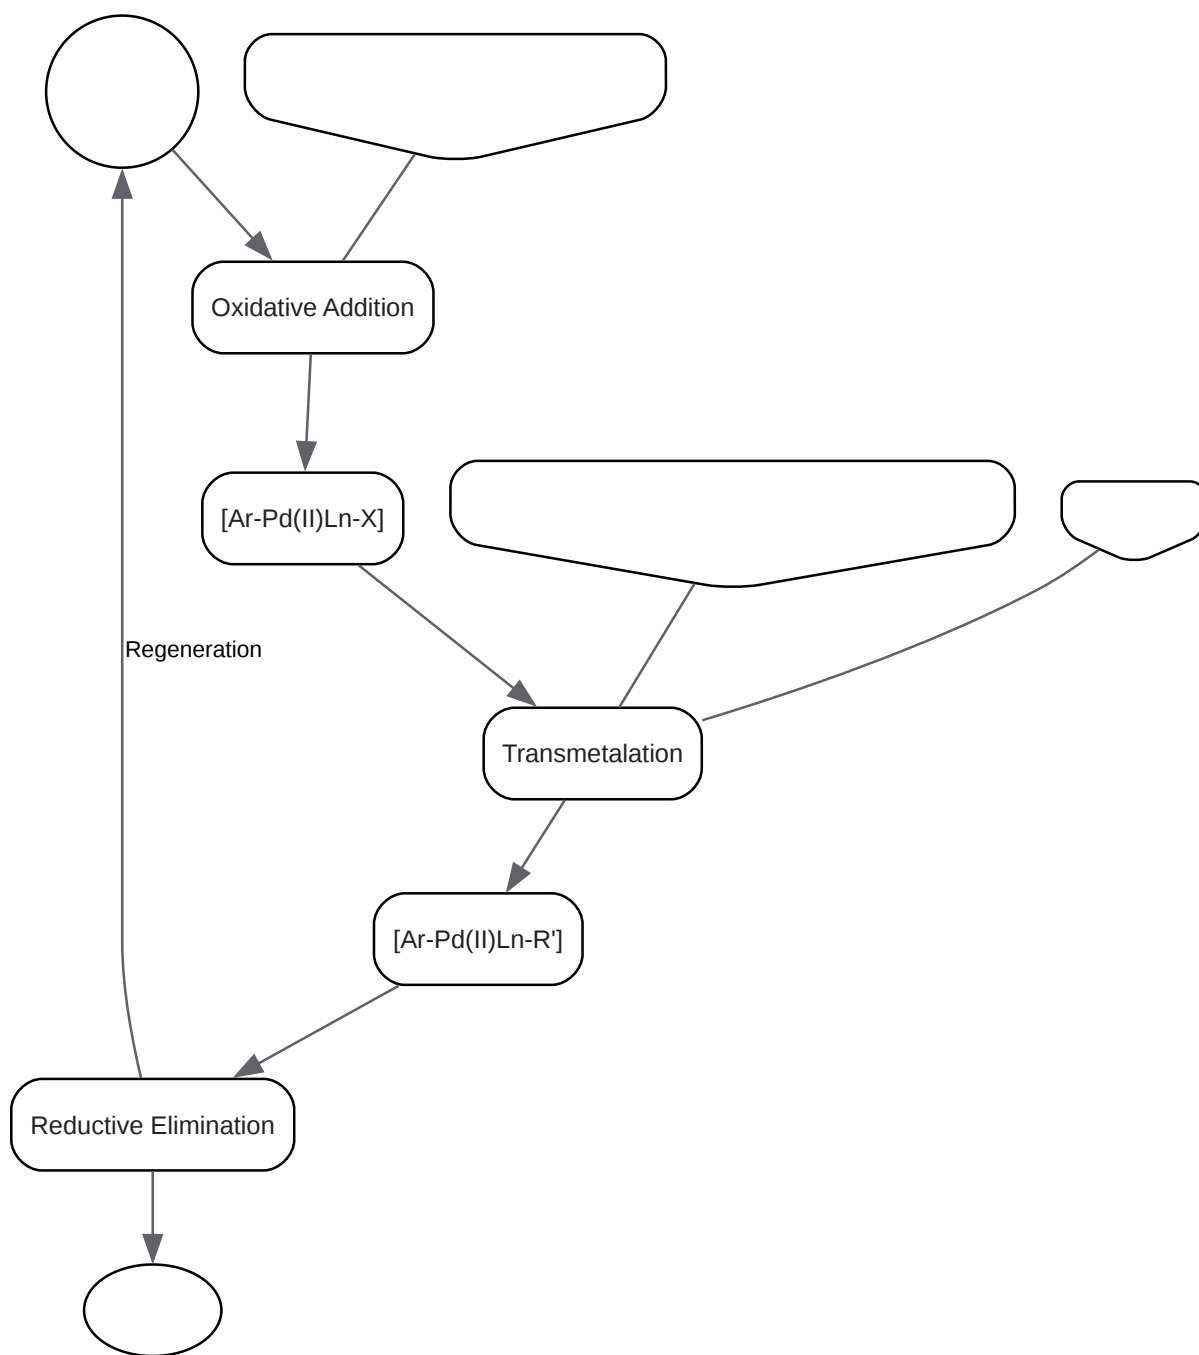 Oxidative Addition
[Ar-Pd(II)Ln-X]
Regeneration
Transmetalation
[Ar-Pd(II)Ln-R']
Reductive Elimination